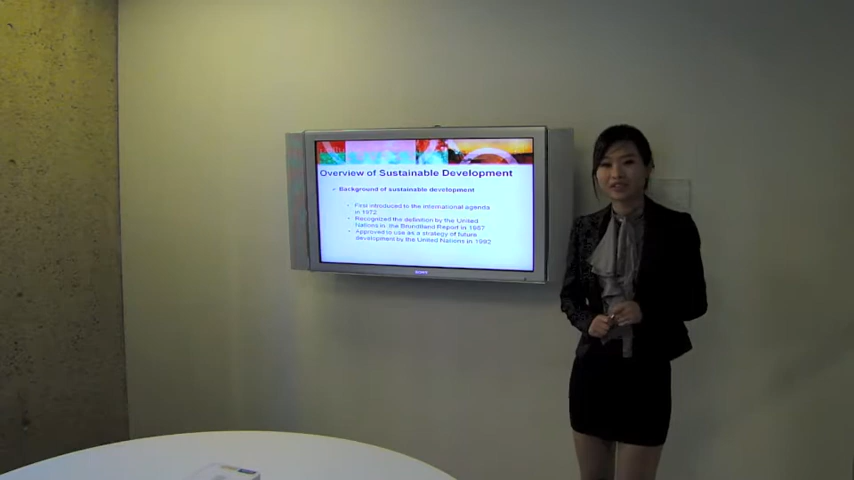 Overview of Sustainable Development
Background of sustainable development
First introduced to the international agenda
in 1972
Recognized the definition by the United
Nations in the Brundtland Report in 1987
Approved to use as a strategy of future
development by the United Nations in 1992
SONY